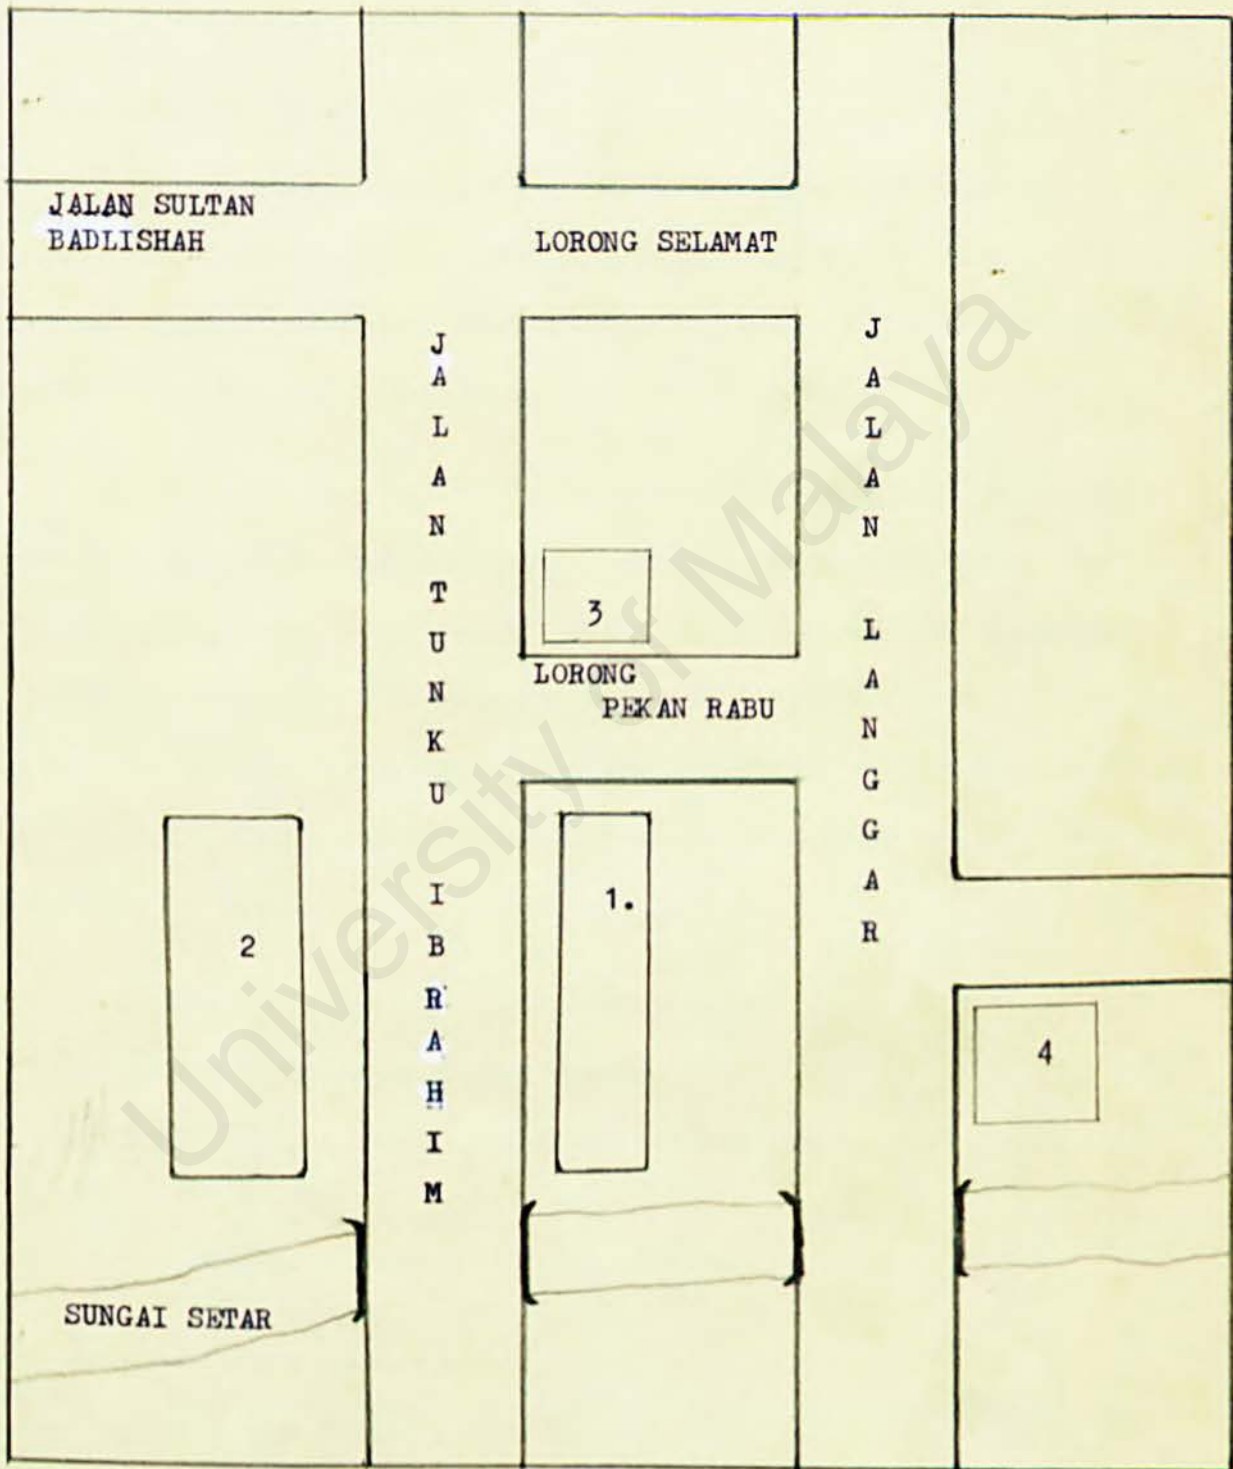 JALAN SULTAN
BADLISHAH
LORONG SELAMAT
JALAN TUNKU IBRAHIM
JALAN LANGGAR
3
LORONG
PEKAN RABU
1.
2
4
SUNGAI SETAR
University of Malaya